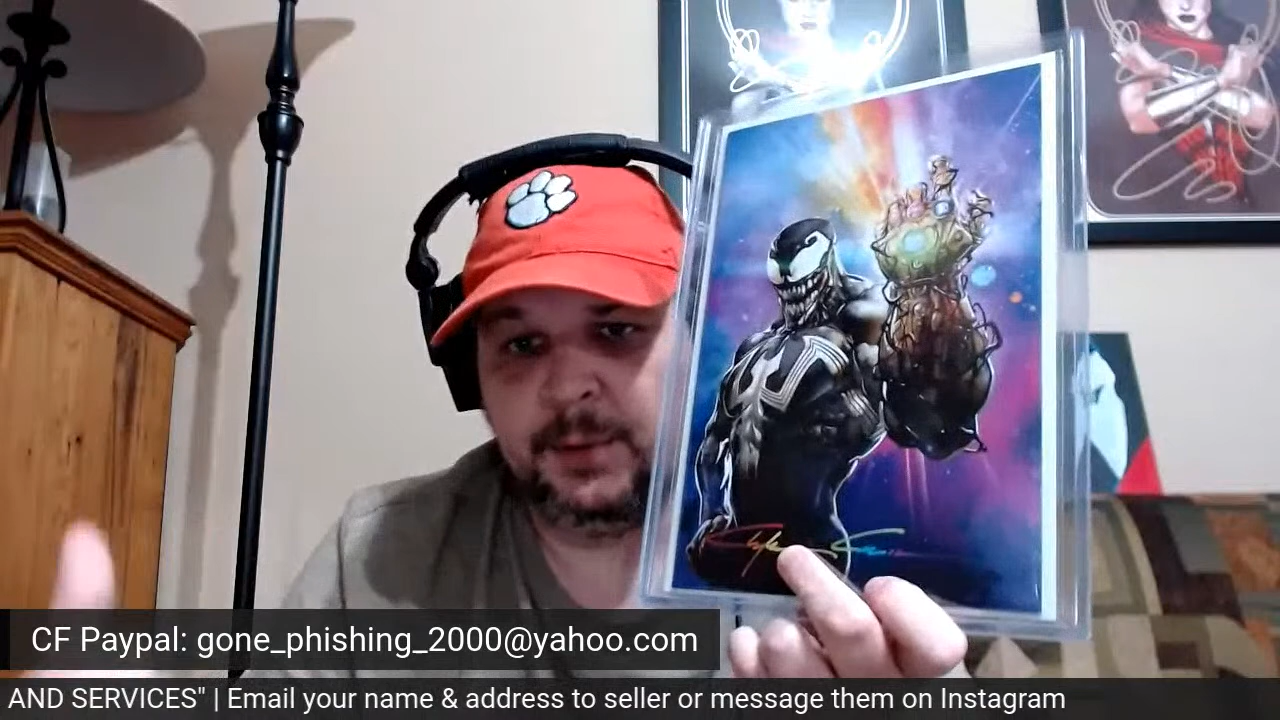 CF Paypal: gone_phishing_2000@yahoo.com
AND SERVICES" | Email your name & address to seller or message them on Instagram